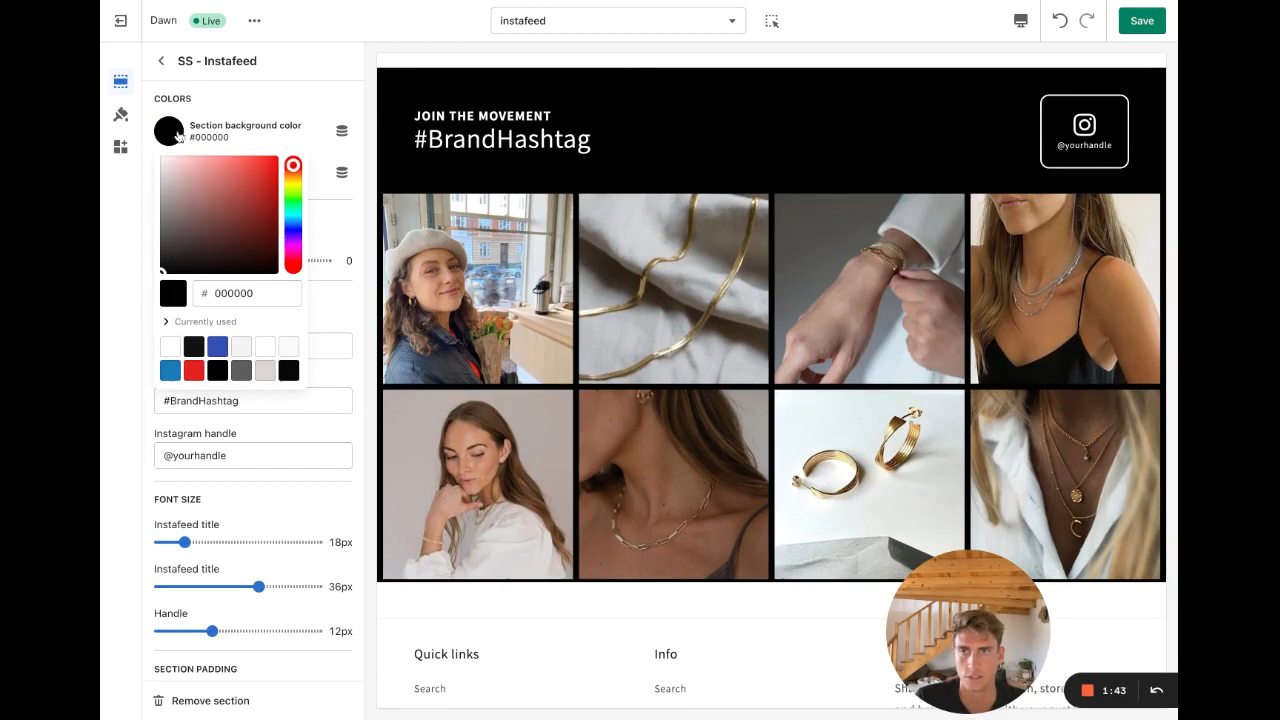 Dawn
Live
instafeed
Save
SS - Instafeed
COLORS
Section background color
#000000
0
# 000000
Currently used
#BrandHashtag
Instagram handle
@yourhandle
FONT SIZE
Instafeed title
18px
Instafeed title
36px
Handle
12px
SECTION PADDING
Remove section
JOIN THE MOVEMENT
#BrandHashtag
@yourhandle
Quick links
Info
Search
Search
store
1:43